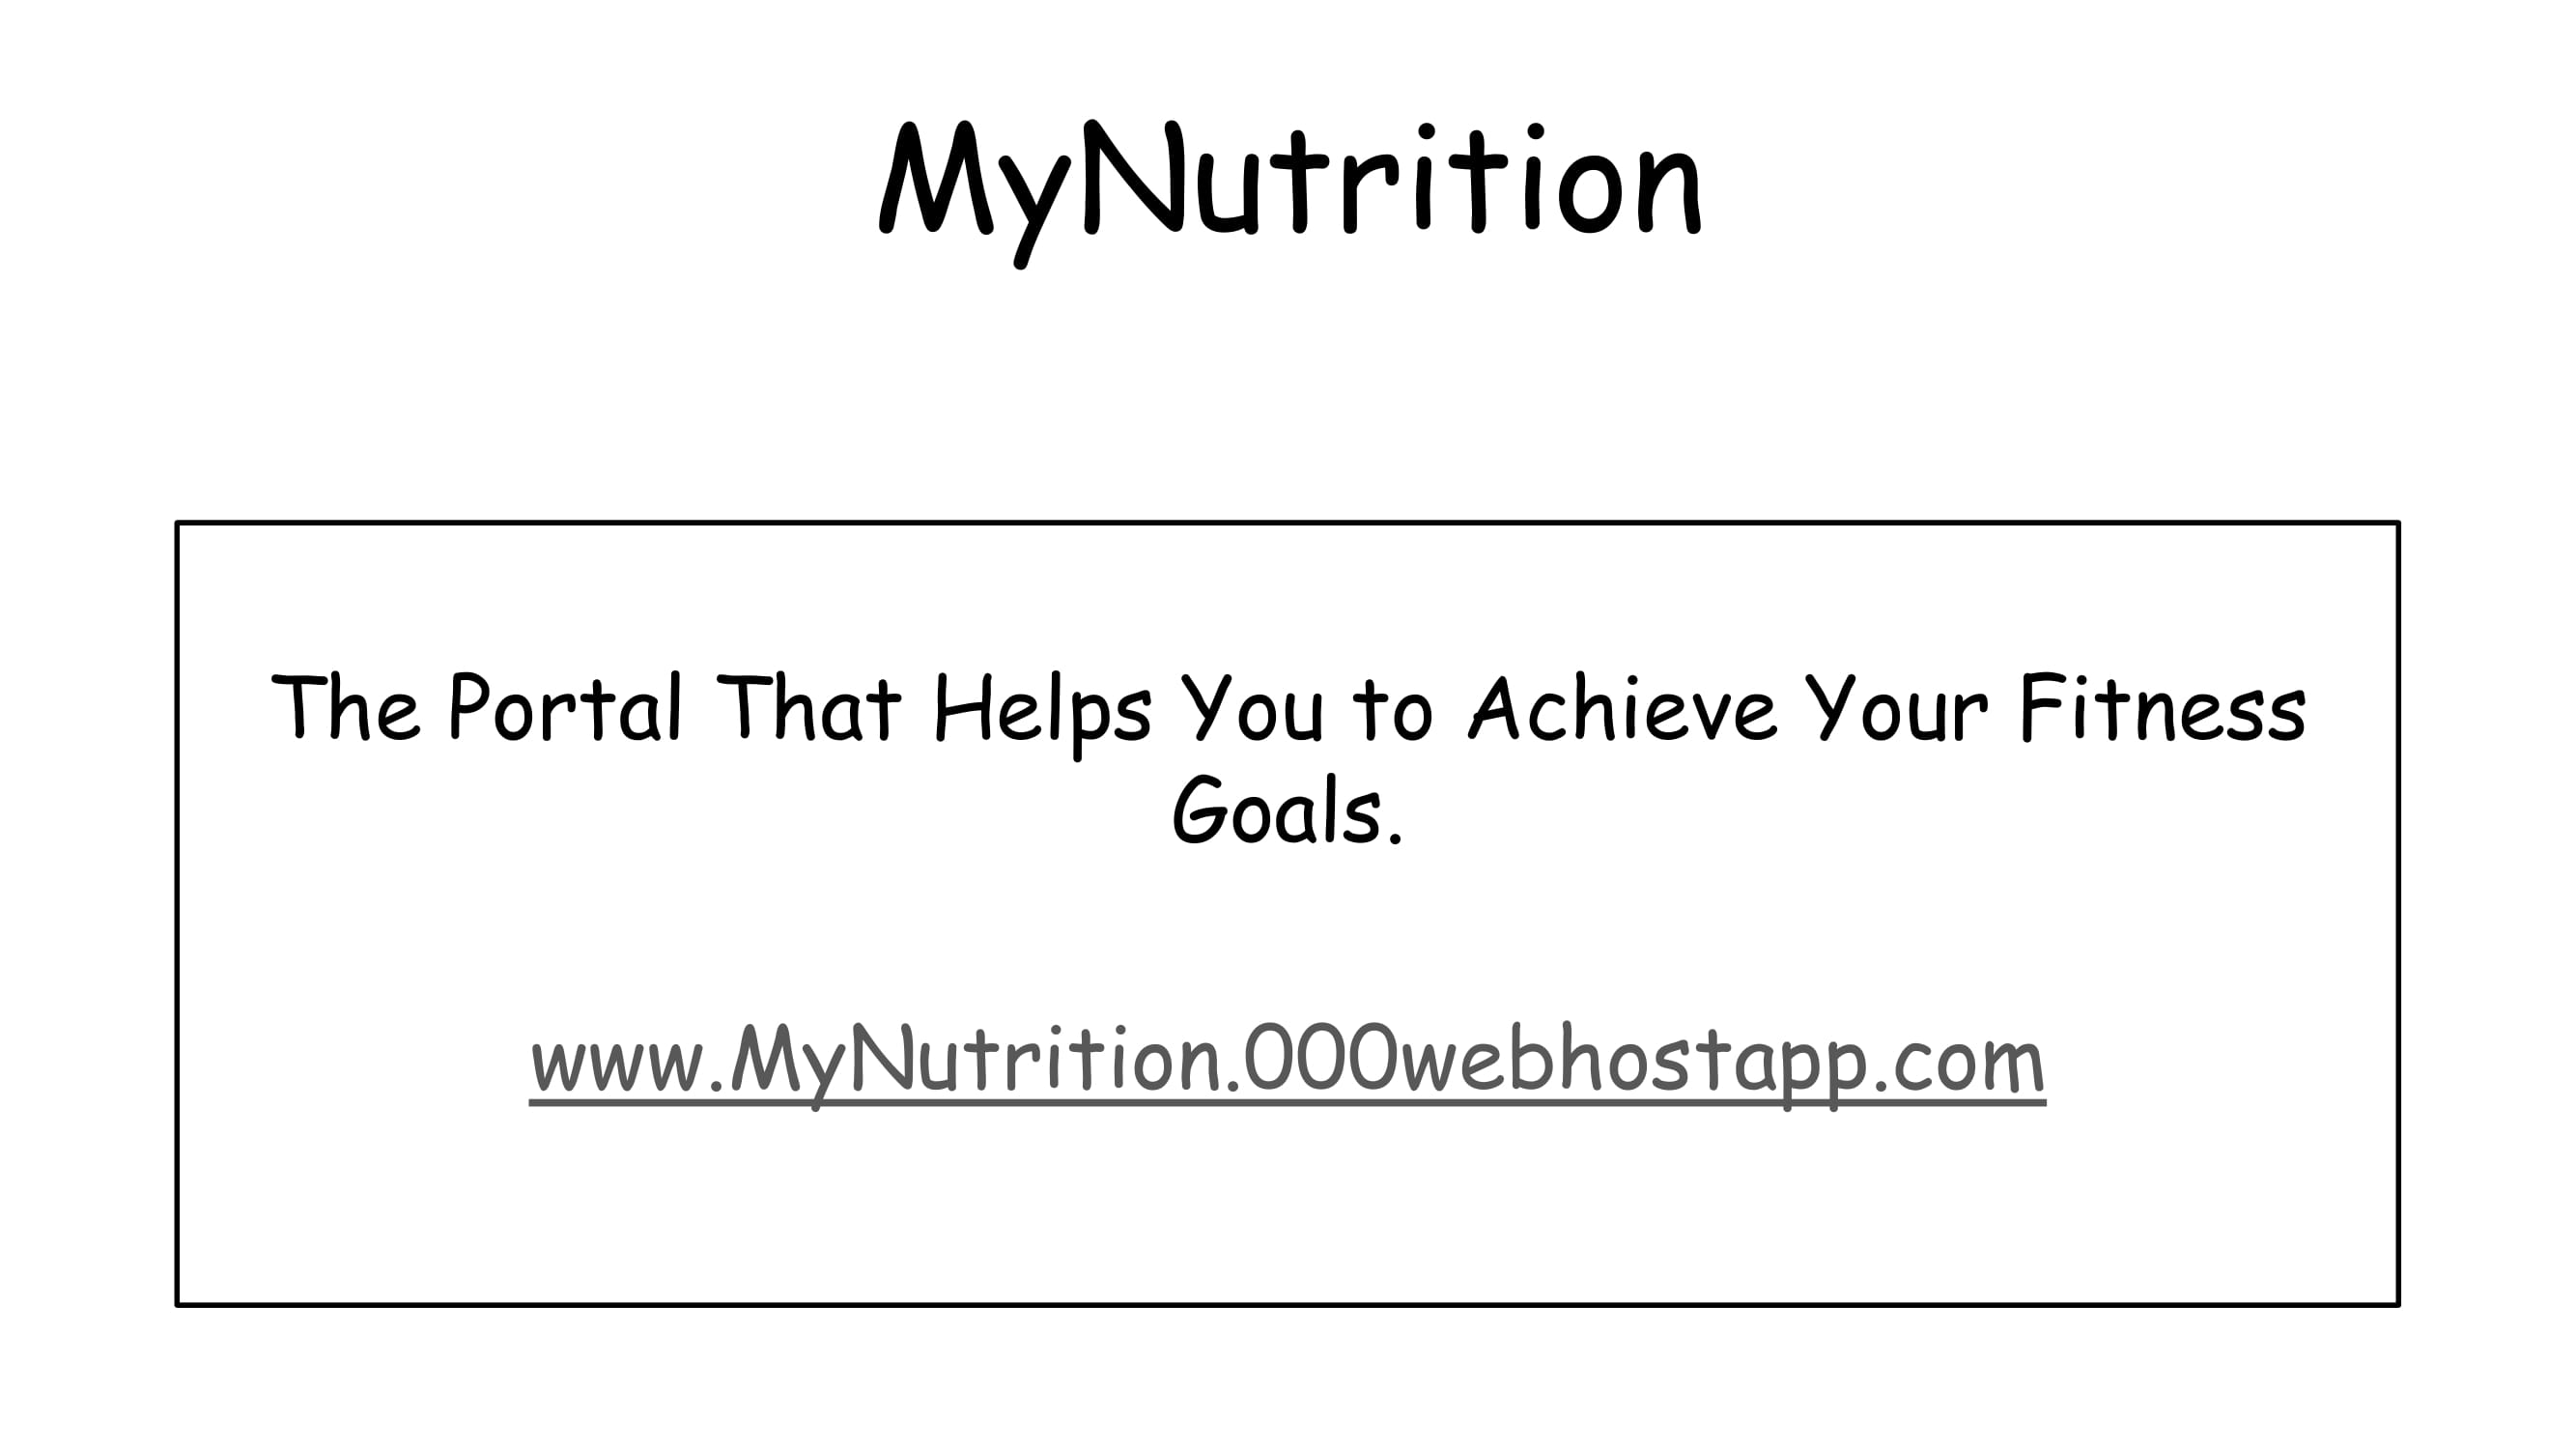 MyNutrition
The Portal That Helps You to Achieve Your Fitness
Goals.
www.MyNutrition.000webhostapp.com